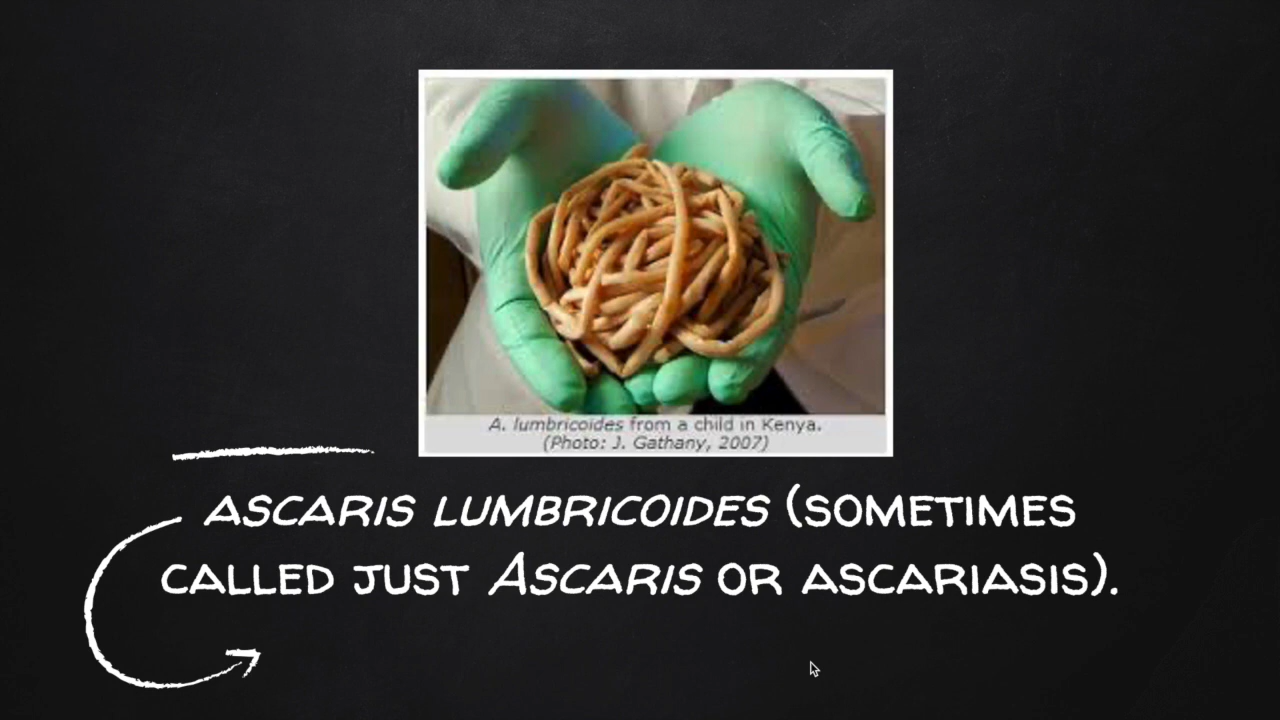 A. lumbricoides from a child in Kenya.
(Photo: J. Gathany, 2007)
ASCARIS LUMBRICOIDES (SOMETIMES
CALLED JUST ASCARIS OR ASCARIASIS).